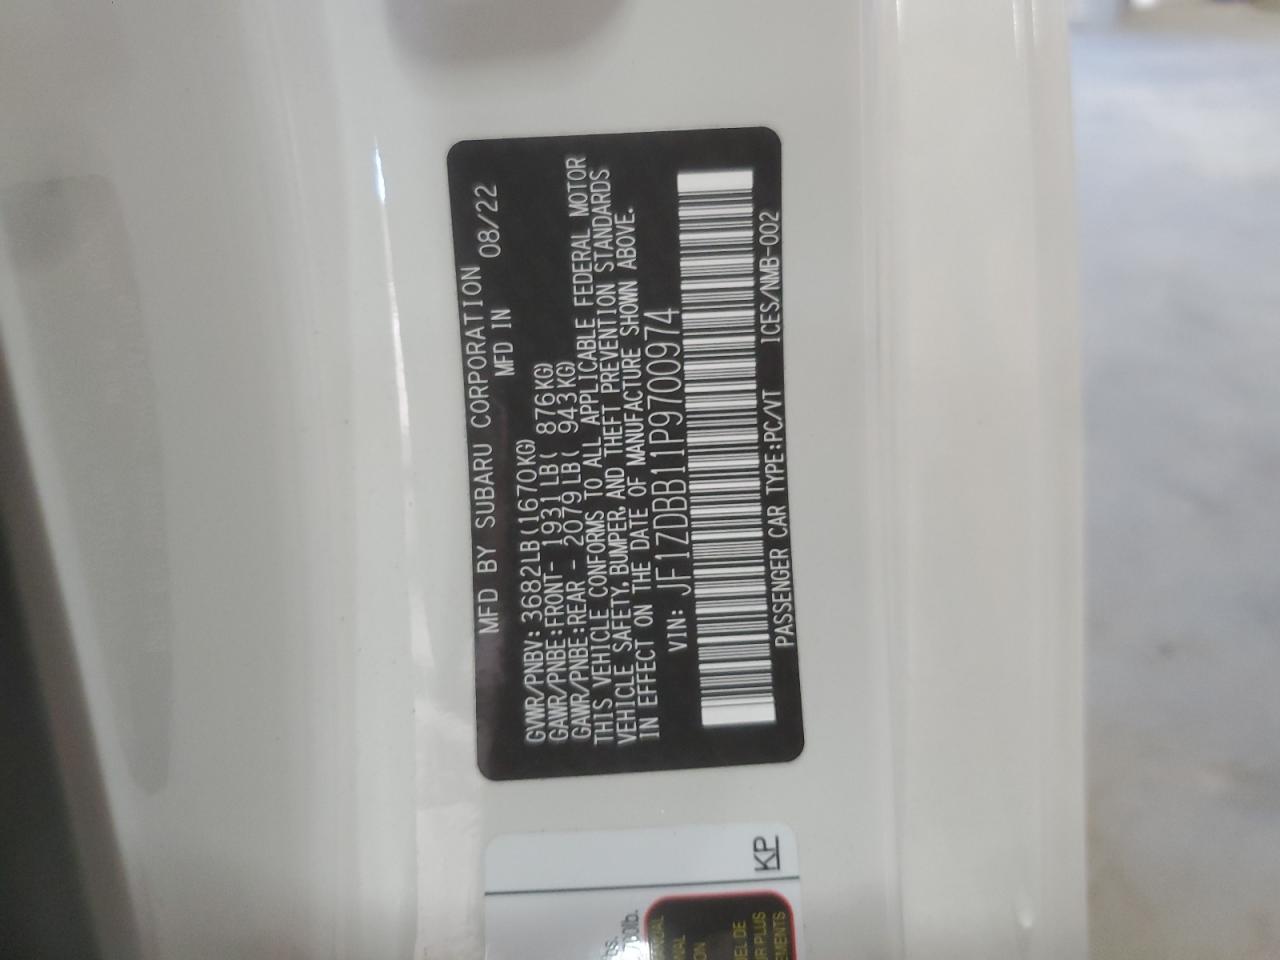 MFD BY SUBARU CORPORATION
MFD IN 08/22
GVWR/PNBV: 3682LB(1670KG)
GAWR/PNBE:FRONT- 1931LB( 876KG)
GAWR/PNBE:REAR - 2079LB( 943KG)
THIS VEHICLE CONFORMS TO ALL APPLICABLE FEDERAL MOTOR
VEHICLE SAFETY, BUMPER, AND THEFT PREVENTION STANDARDS
IN EFFECT ON THE DATE OF MANUFACTURE SHOWN ABOVE.
VIN: JF1ZDBB11P9700974
PASSENGER CAR TYPE:PC/VT ICES/NMB-002
KP